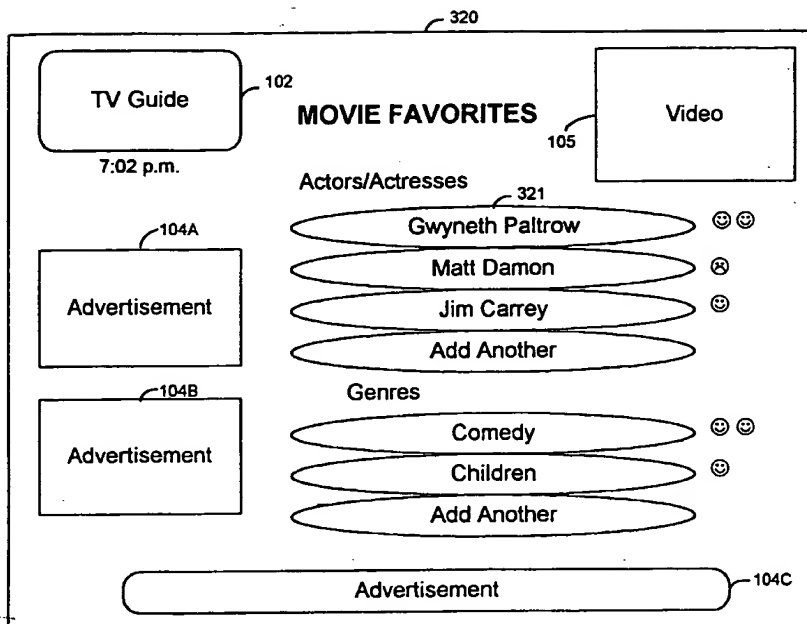 320
TV Guide
102
MOVIE FAVORITES
105
Video
7:02 p.m.
Actors/Actresses
321
Gwyneth Paltrow
Matt Damon
Jim Carrey
Add Another
104A
Advertisement
104B
Advertisement
Genres
Comedy
Children
Add Another
Advertisement
104C